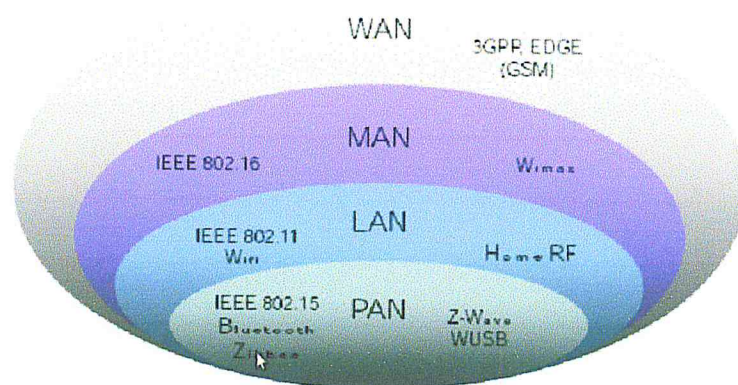 WAN
3GPP, EDGE
(GSM)
MAN
IEEE 802.16
Wimax
LAN
IEEE 802.11
Wifi
Home RF
IEEE 802.15
Bluetooth
Zigbee
PAN
Z-Wave
WUSB